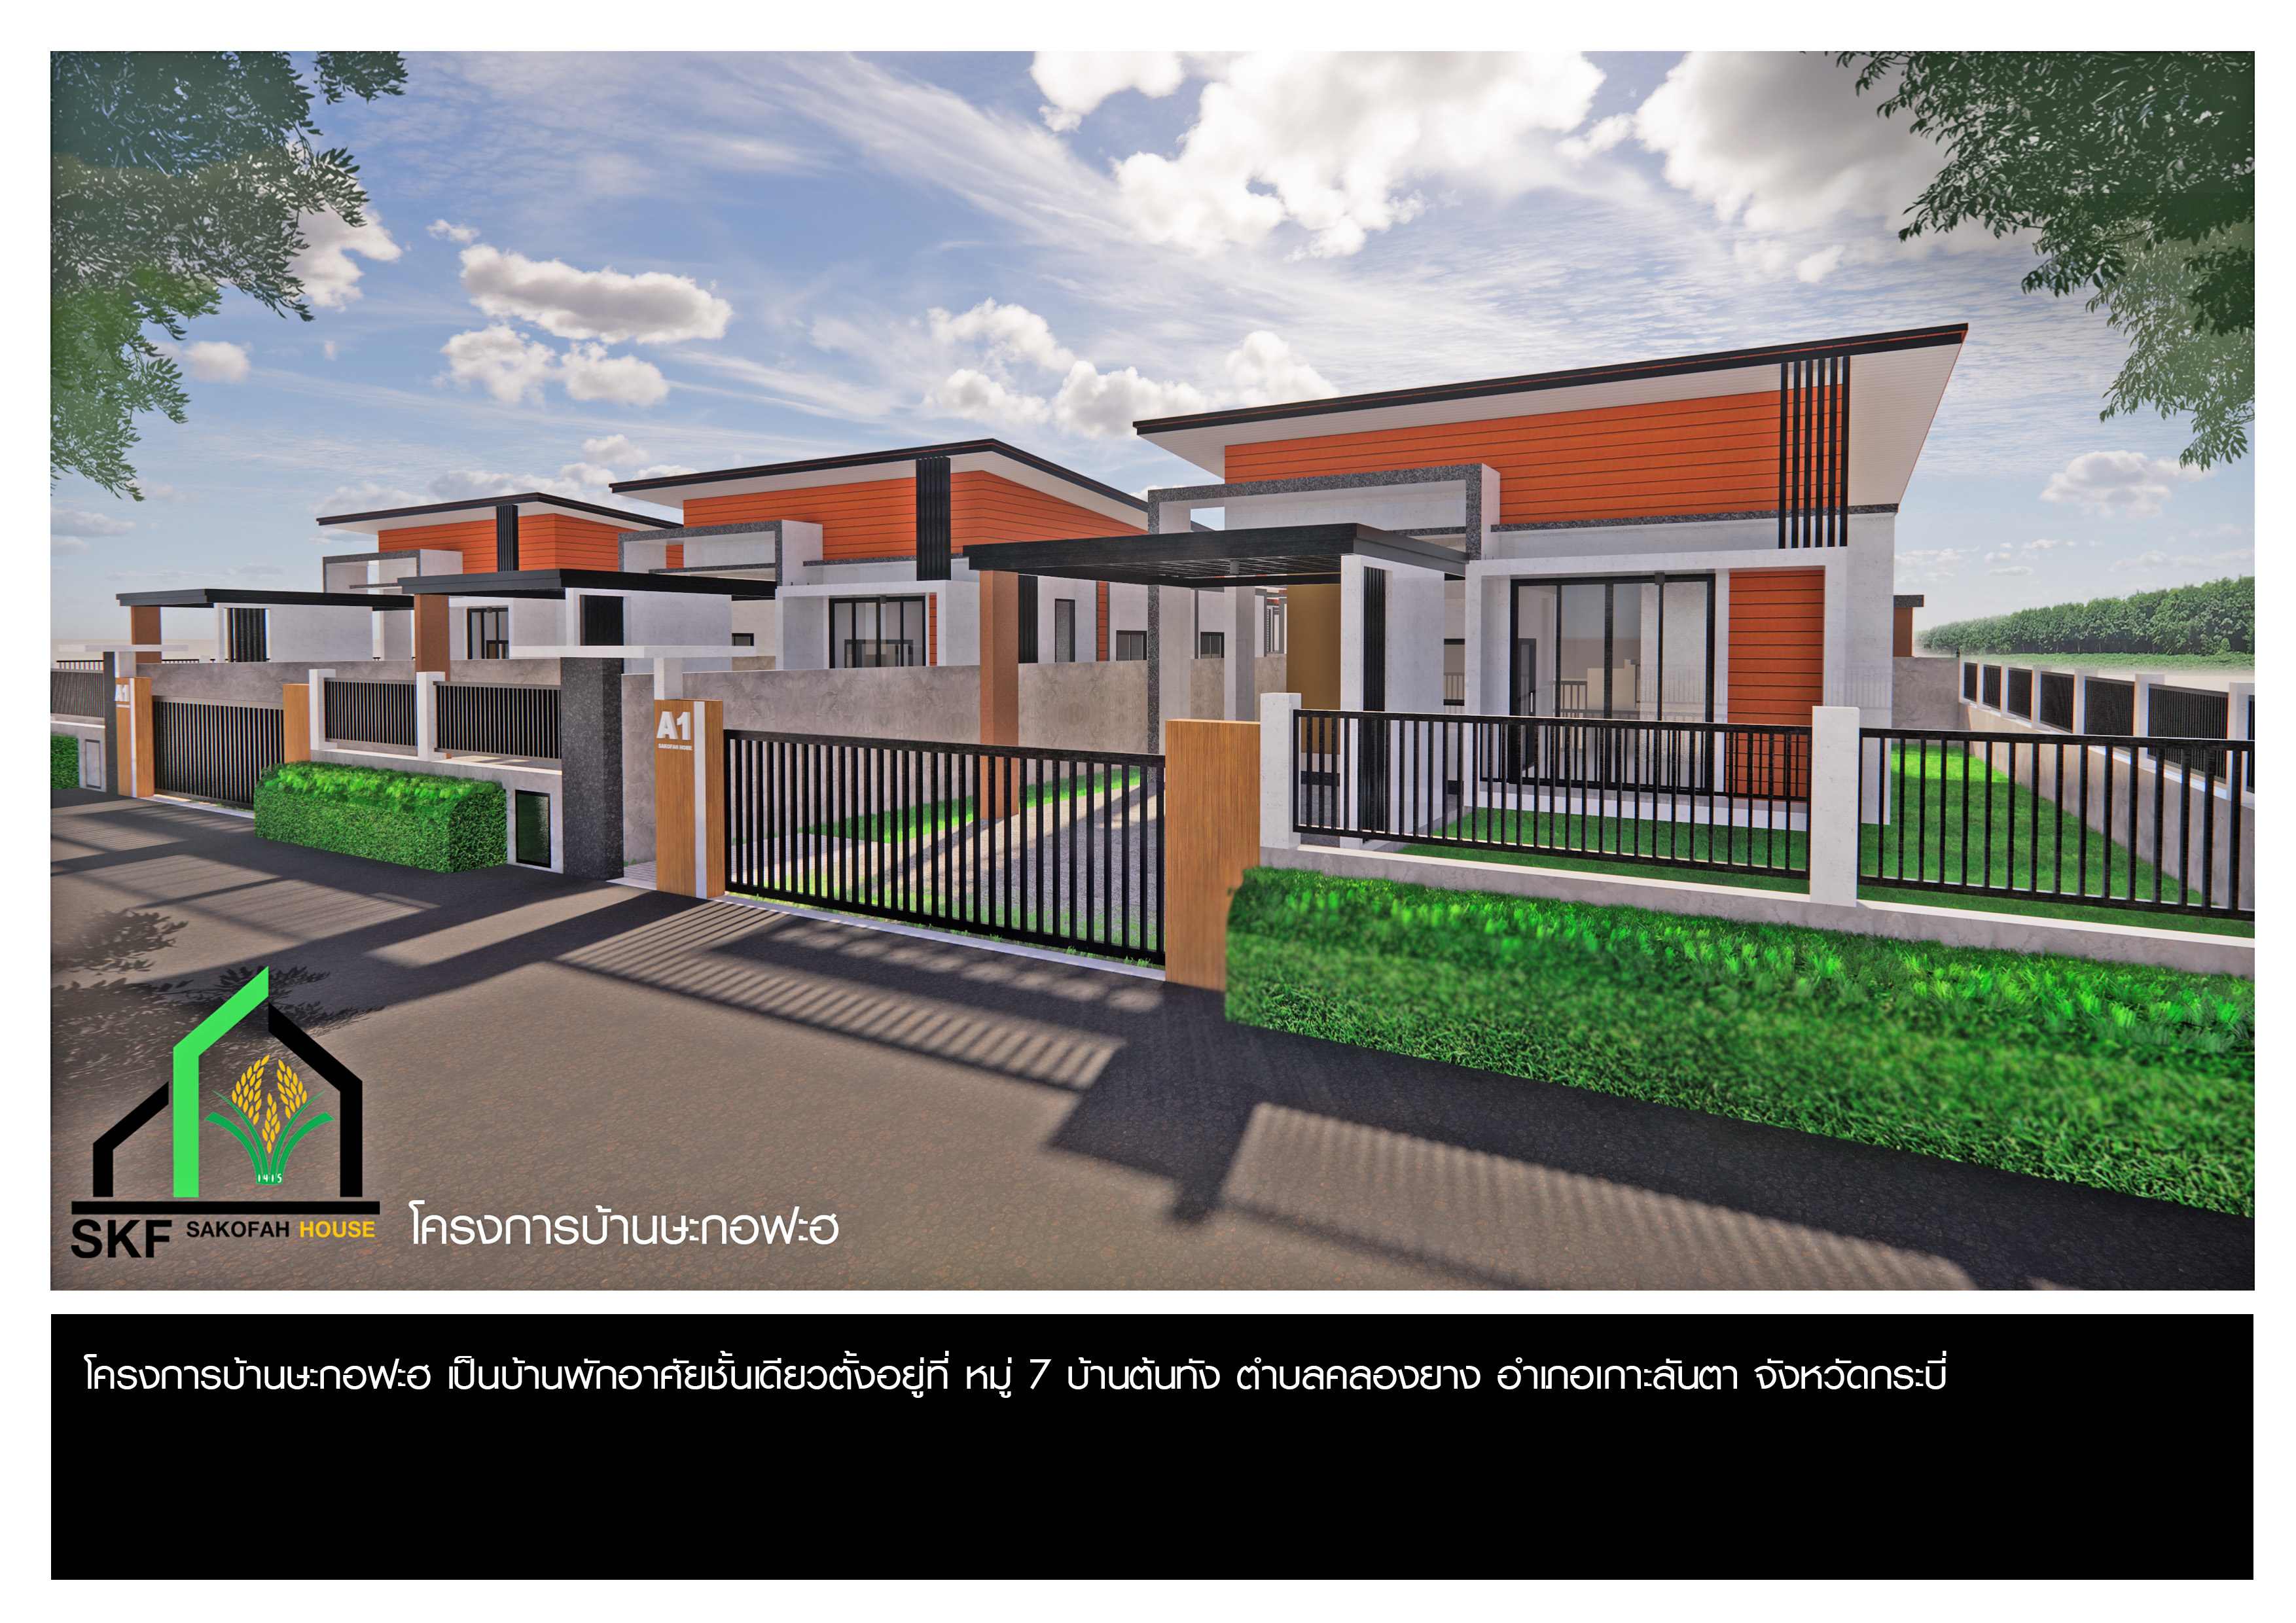 A1
A1
SAKOFAH HOUSE
1415
SKF SAKOFAH HOUSE
โครงการบ้านษะกอฟะฮ
โครงการบ้านษะกอฟะฮ เป็นบ้านพักอาศัยชั้นเดียวตั้งอยู่ที่ หมู่ 7 บ้านต้นทัง ตำบลคลองยาง อำเภอเกาะลันตา จังหวัดกระบี่